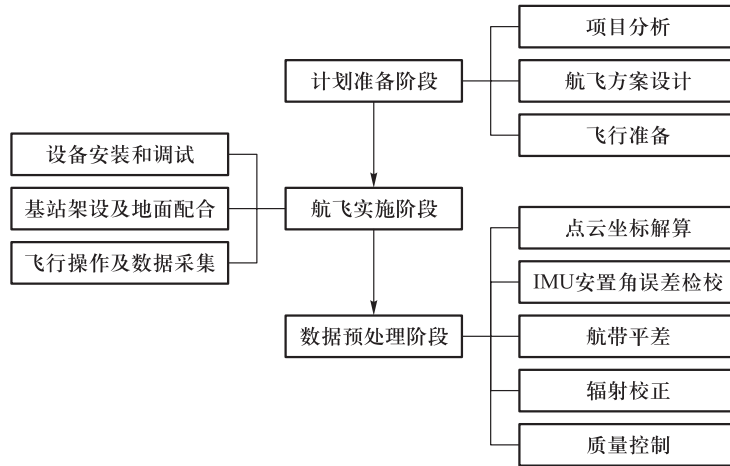 项目分析
计划准备阶段
航飞方案设计
飞行准备
设备安装和调试
基站架设及地面配合
航飞实施阶段
飞行操作及数据采集
点云坐标解算
IMU安置角误差检校
数据预处理阶段
航带平差
辐射校正
质量控制